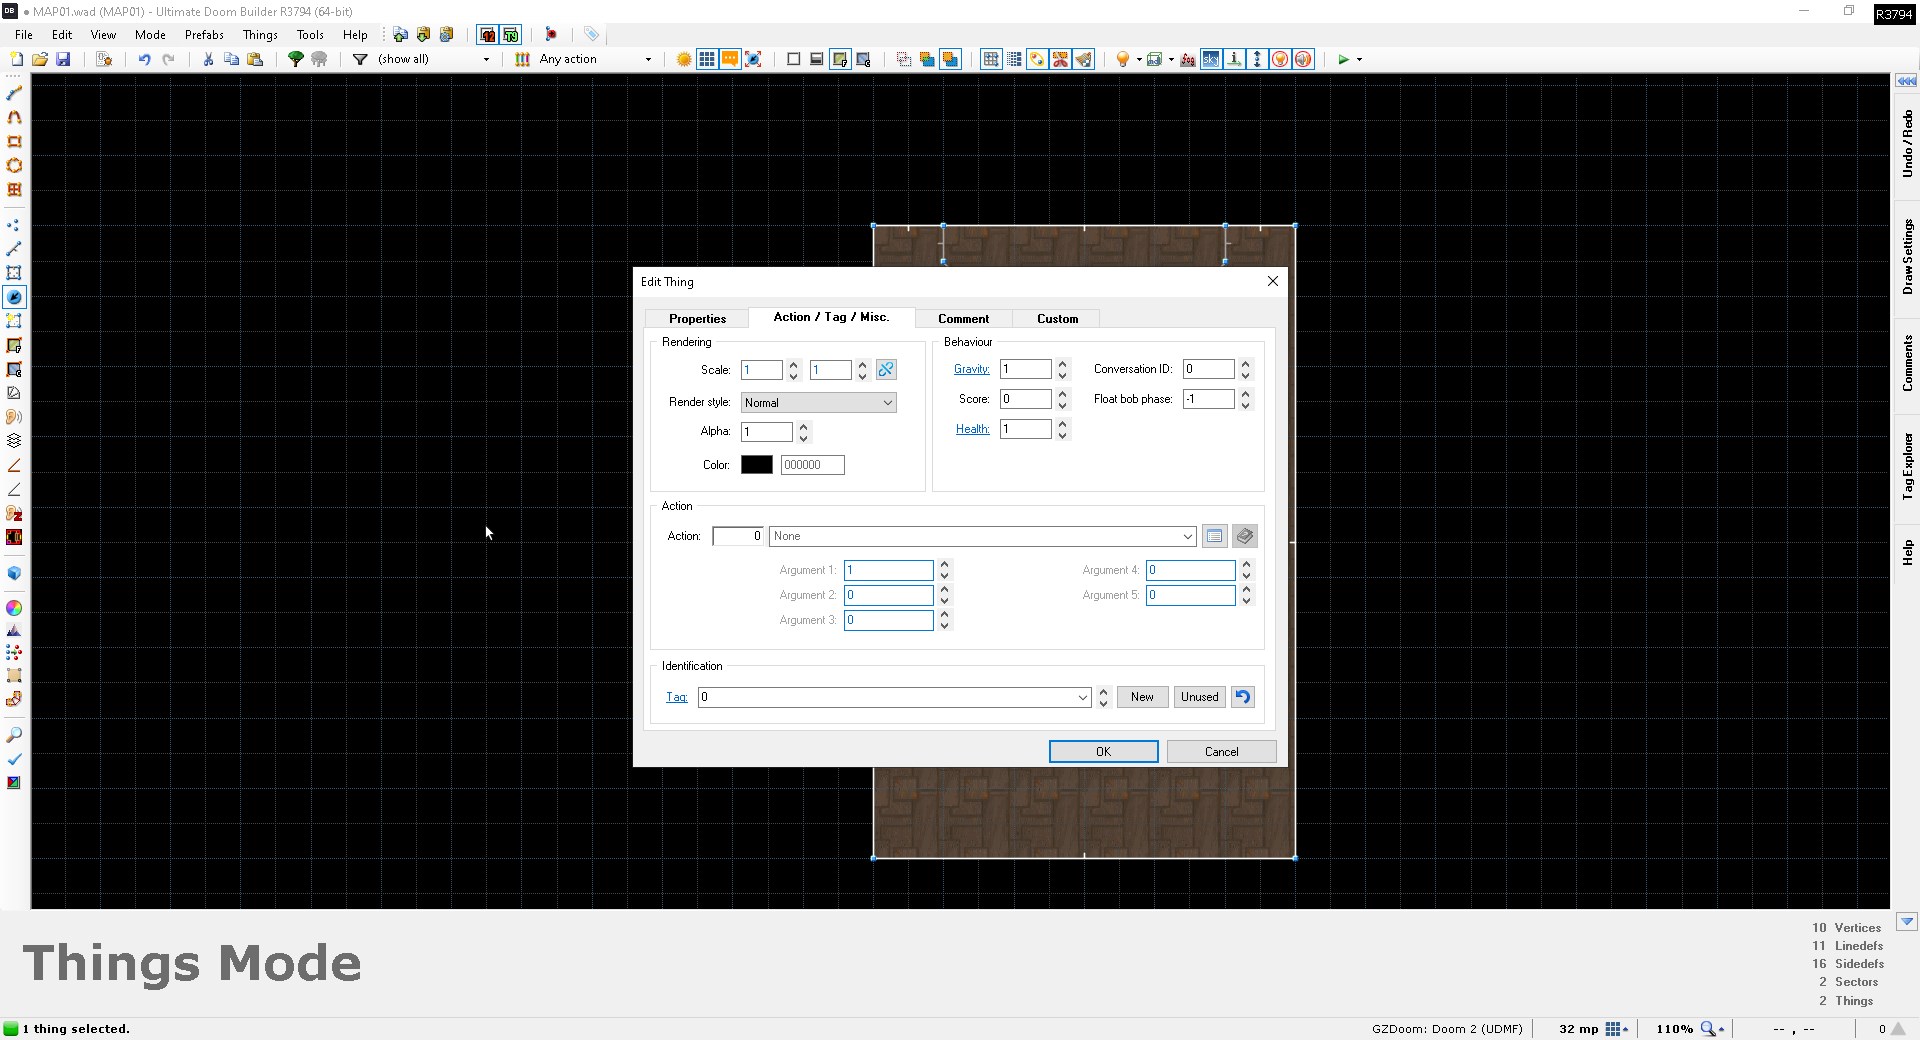 DB
● MAP01.wad (MAP01) - Ultimate Doom Builder R3794 (64-bit)
R3794
File Edit View Mode Prefabs Things Tools Help
(show all)
Any action
Undo / Redo
Draw Settings
Comments
Tag Explorer
Help
Edit Thing
Properties
Action / Tag / Misc.
Comment
Custom
Rendering
Scale: 1 1
Render style: Normal
Alpha: 1
Color: 000000
Behaviour
Gravity: 1
Conversation ID: 0
Score: 0
Float bob phase: -1
Health: 1
Action
Action: 0 None
Argument 1: 1
Argument 4: 0
Argument 2: 0
Argument 5: 0
Argument 3: 0
Identification
Tag: 0
New
Unused
OK
Cancel
Things Mode
10 Vertices
11 Linedefs
16 Sidedefs
2 Sectors
2 Things
1 thing selected.
GZDoom: Doom 2 (UDMF)
32 mp
110%
-- , --
0